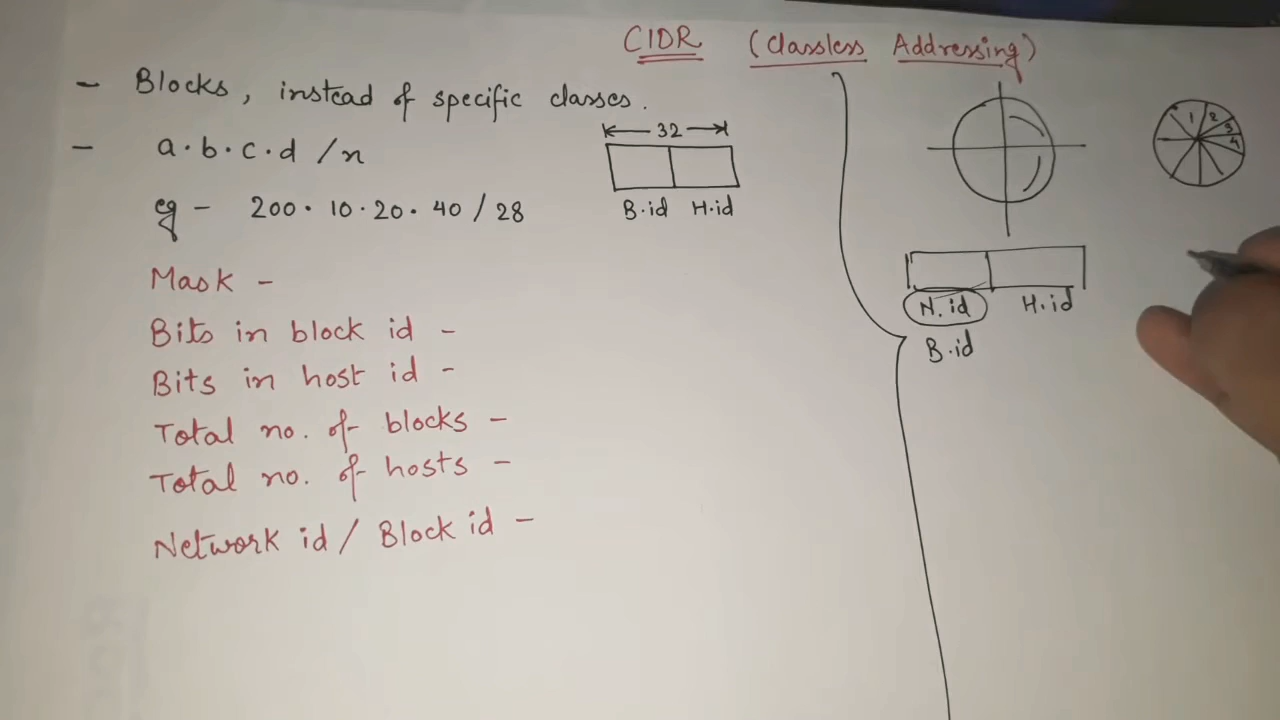 CIDR (Classless Addressing)
- Blocks, instead of specific classes.
- a.b.c.d /n
32
B.id H.id
eg - 200.10.20.40/28
Mask -
Bits in block id -
Bits in host id -
Total no. of blocks -
Total no. of hosts -
Network id / Block id -
1 2 3 4
N.id H.id
B.id